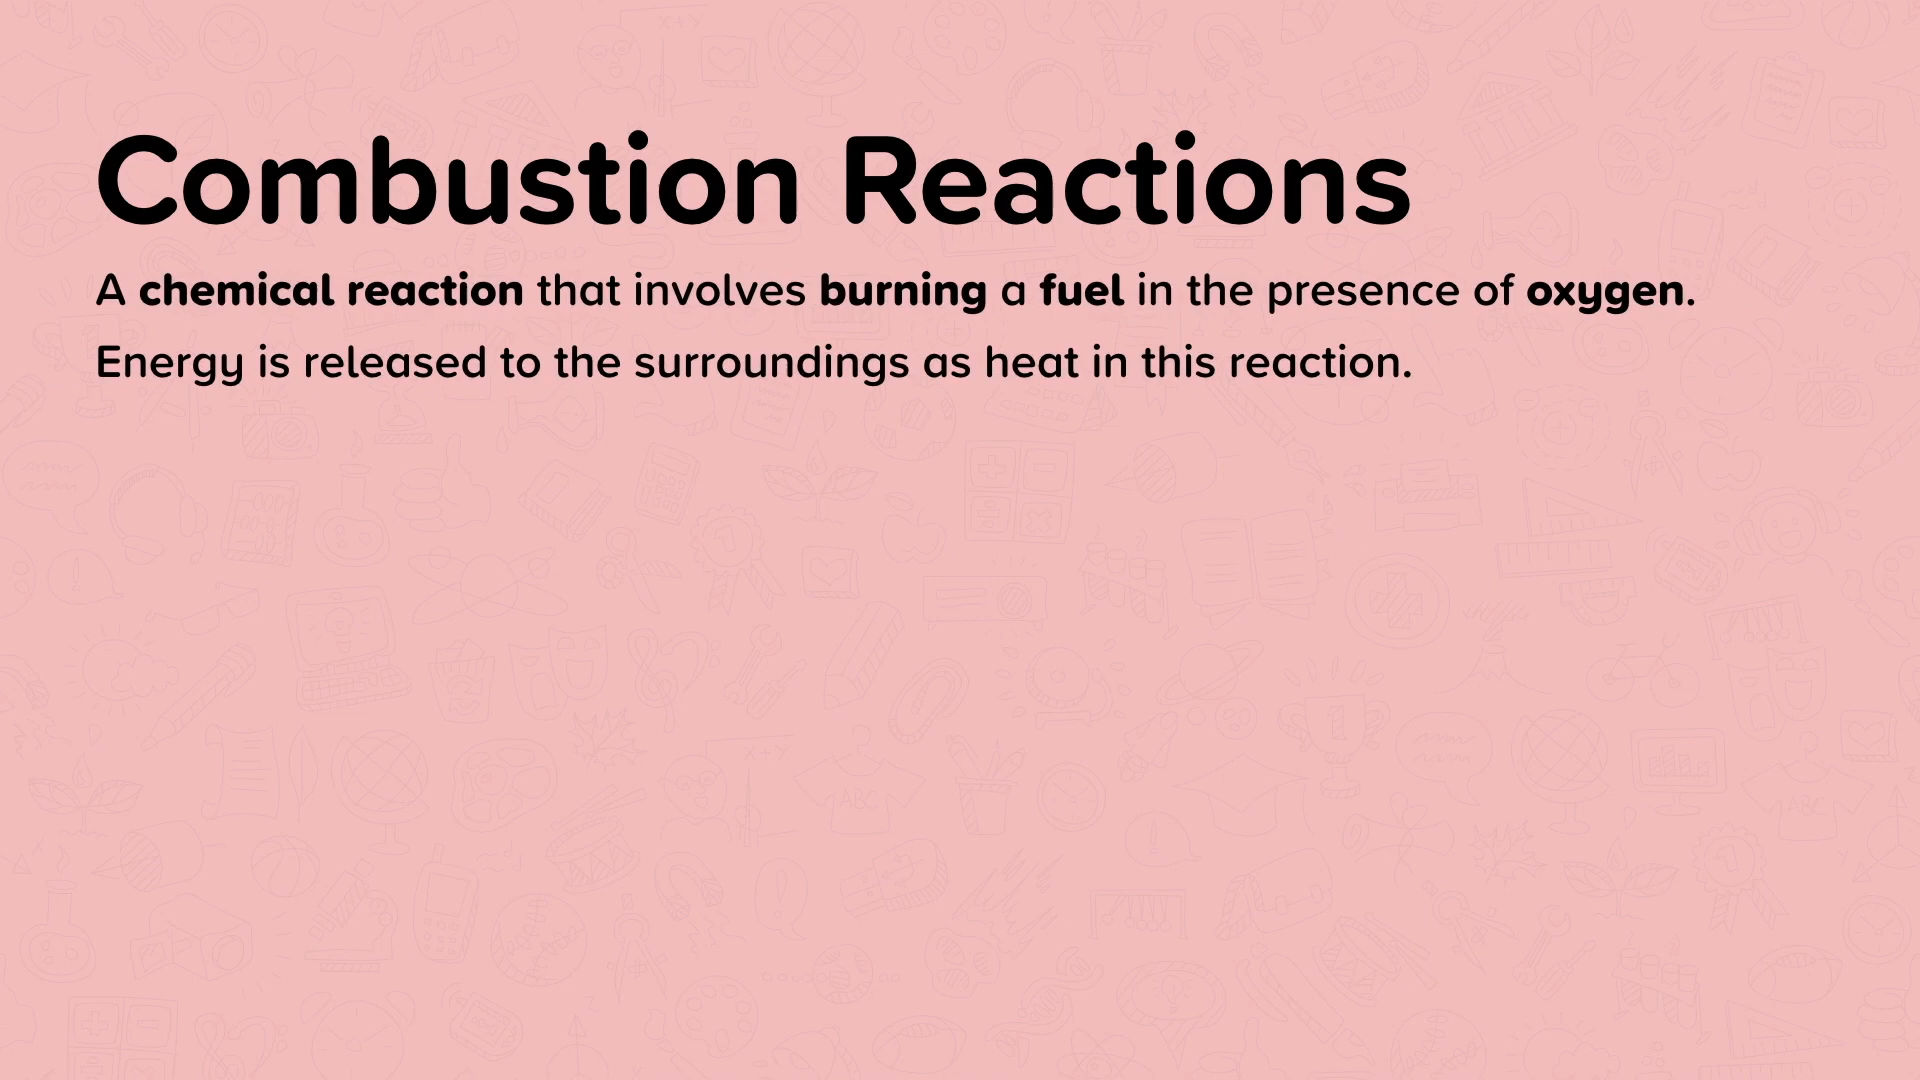 Combustion Reactions
A chemical reaction that involves burning a fuel in the presence of oxygen.
Energy is released to the surroundings as heat in this reaction.